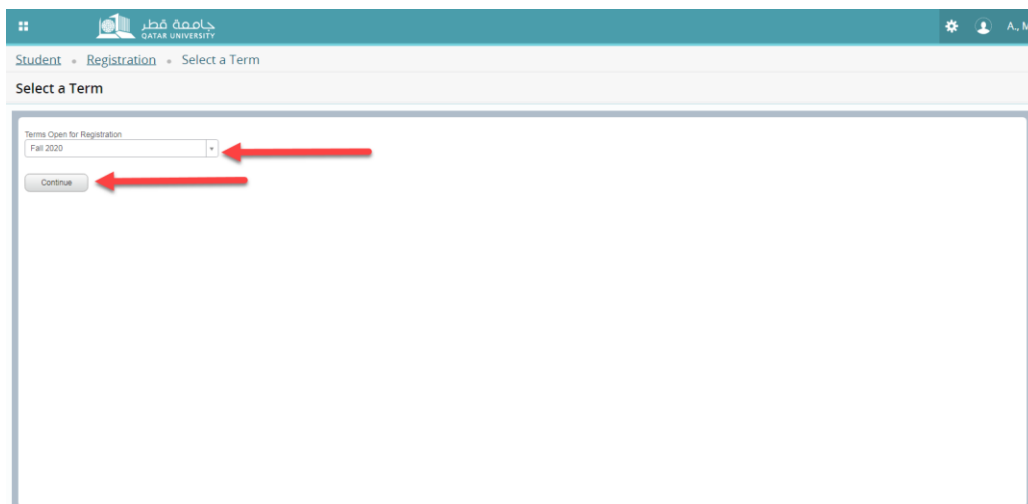 جامعة قطر
QATAR UNIVERSITY
A., M
Student • Registration • Select a Term
Select a Term
Terms Open for Registration
Fall 2020
Continue